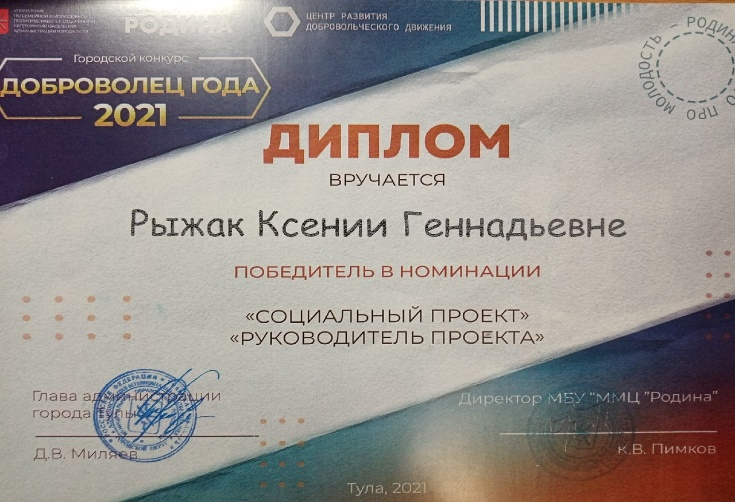 РОДИНА
ЦЕНТР РАЗВИТИЯ
ДОБРОВОЛЬЧЕСКОГО ДВИЖЕНИЯ
РОДИНА
ПРО МОЛОДОСТЬ
Городской конкурс
ДОБРОВОЛЕЦ ГОДА
2021
ДИПЛОМ
ВРУЧАЕТСЯ
Рыжак Ксении Геннадьевне
ПОБЕДИТЕЛЬ В НОМИНАЦИИ
«СОЦИАЛЬНЫЙ ПРОЕКТ»
«РУКОВОДИТЕЛЬ ПРОЕКТА»
Глава администрации
города Тулы
Д.В. Миляев
Директор МБУ "ММЦ "Родина"
К.В. Пимков
Тула, 2021